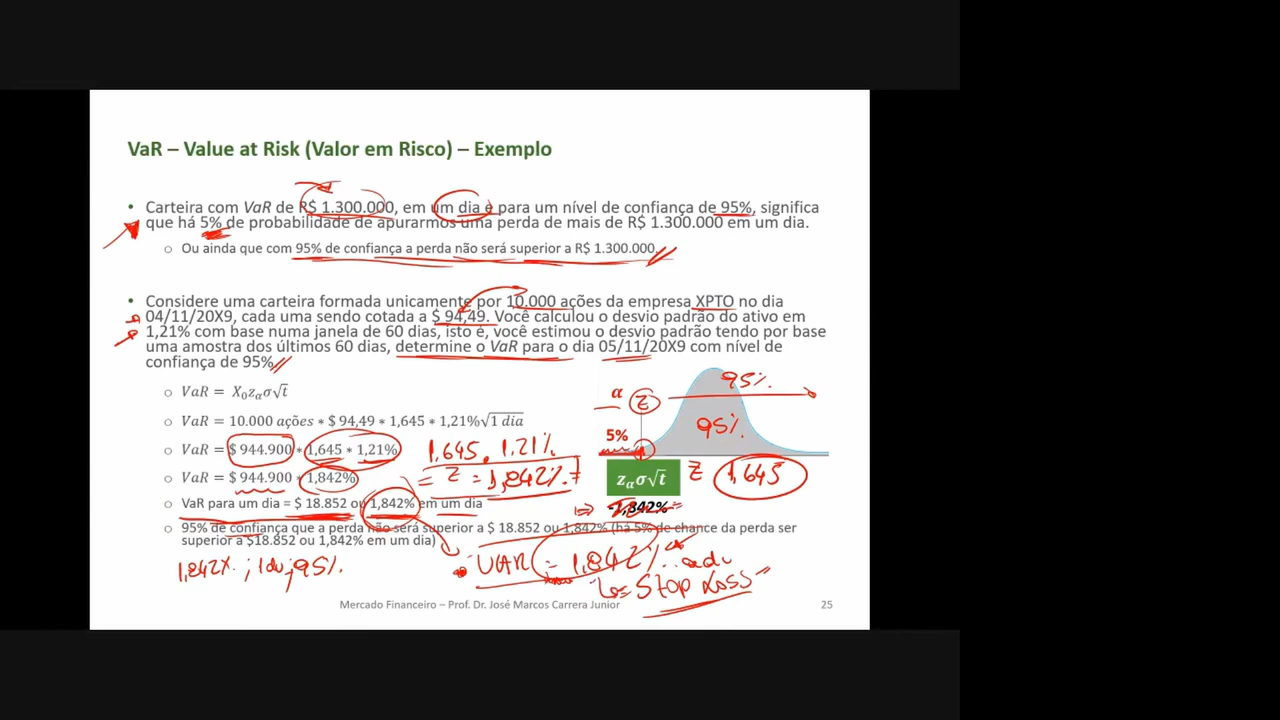 VaR – Value at Risk (Valor em Risco) – Exemplo
• Carteira com VaR de R$ 1.300.000, em um dia e para um nível de confiança de 95%, significa
que há 5% de probabilidade de apurarmos uma perda de mais de R$ 1.300.000 em um dia.
o Ou ainda que com 95% de confiança a perda não será superior a R$ 1.300.000.
• Considere uma carteira formada unicamente por 10.000 ações da empresa XPTO no dia
04/11/20X9, cada uma sendo cotada a $ 94,49. Você calculou o desvio padrão do ativo em
1,21% com base numa janela de 60 dias, isto é, você estimou o desvio padrão tendo por base
uma amostra dos últimos 60 dias, determine o VaR para o dia 05/11/20X9 com nível de
confiança de 95%
o VaR = X₀zασ√t
o VaR = 10.000 ações ∗ $ 94,49 ∗ 1,645 ∗ 1,21%√1 dia
o VaR = $ 944.900 ∗ 1,645 ∗ 1,21%
o VaR = $ 944.900 ∗ 1,842%
o VaR para um dia = $ 18.852 ou 1,842% em um dia
o 95% de confiança que a perda não será superior a $ 18.852 ou 1,842% (há 5% de chance da perda ser
superior a $18.852 ou 1,842% em um dia)
1,645 . 1.21%
= Z = 1,842%
α
Z
95%
95%
5%
zασ√t
Z 1,645
-1,842%
VAR = 1,842%
Stop Loss
1,842%. ; 1 du ; 95%.
Mercado Financeiro – Prof. Dr. José Marcos Carrera Junior
25